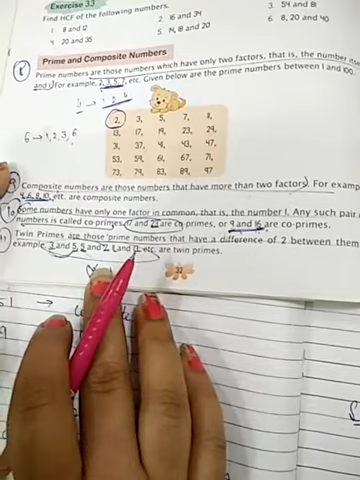 Exercise 33
Find HCF of the following numbers.
1 8 and 12
2 16 and 34
3. 54 and 81
4 20 and 35
5. 14, 18 and 20
6. 8, 20 and 40
Prime and Composite Numbers
Prime numbers are those which have only two factors, that is, the number itself
and 1, for example, 2, 3, 5, 7, etc. Given below are the prime numbers between 1 and 100.
6 → 1, 2, 3, 6
2, 3, 5, 7, 11,
13, 17, 19, 23, 29,
31, 37, 41, 43, 47,
53, 59, 61, 67, 71,
73, 79, 83, 89, 97
Composite numbers are those numbers that have more than two factors. For examp
4, 6, 8, 10, etc. are composite numbers.
Some numbers have only one factor in common, that is, the number 1. Any such pair
numbers is called co-primes. 17 and 23 are co-primes, or 9 and 16 are co-primes.
Twin Primes are those prime numbers that have a difference of 2 between them
example, 3 and 5, 5 and 7, 11 and 13 etc. are twin primes.
32